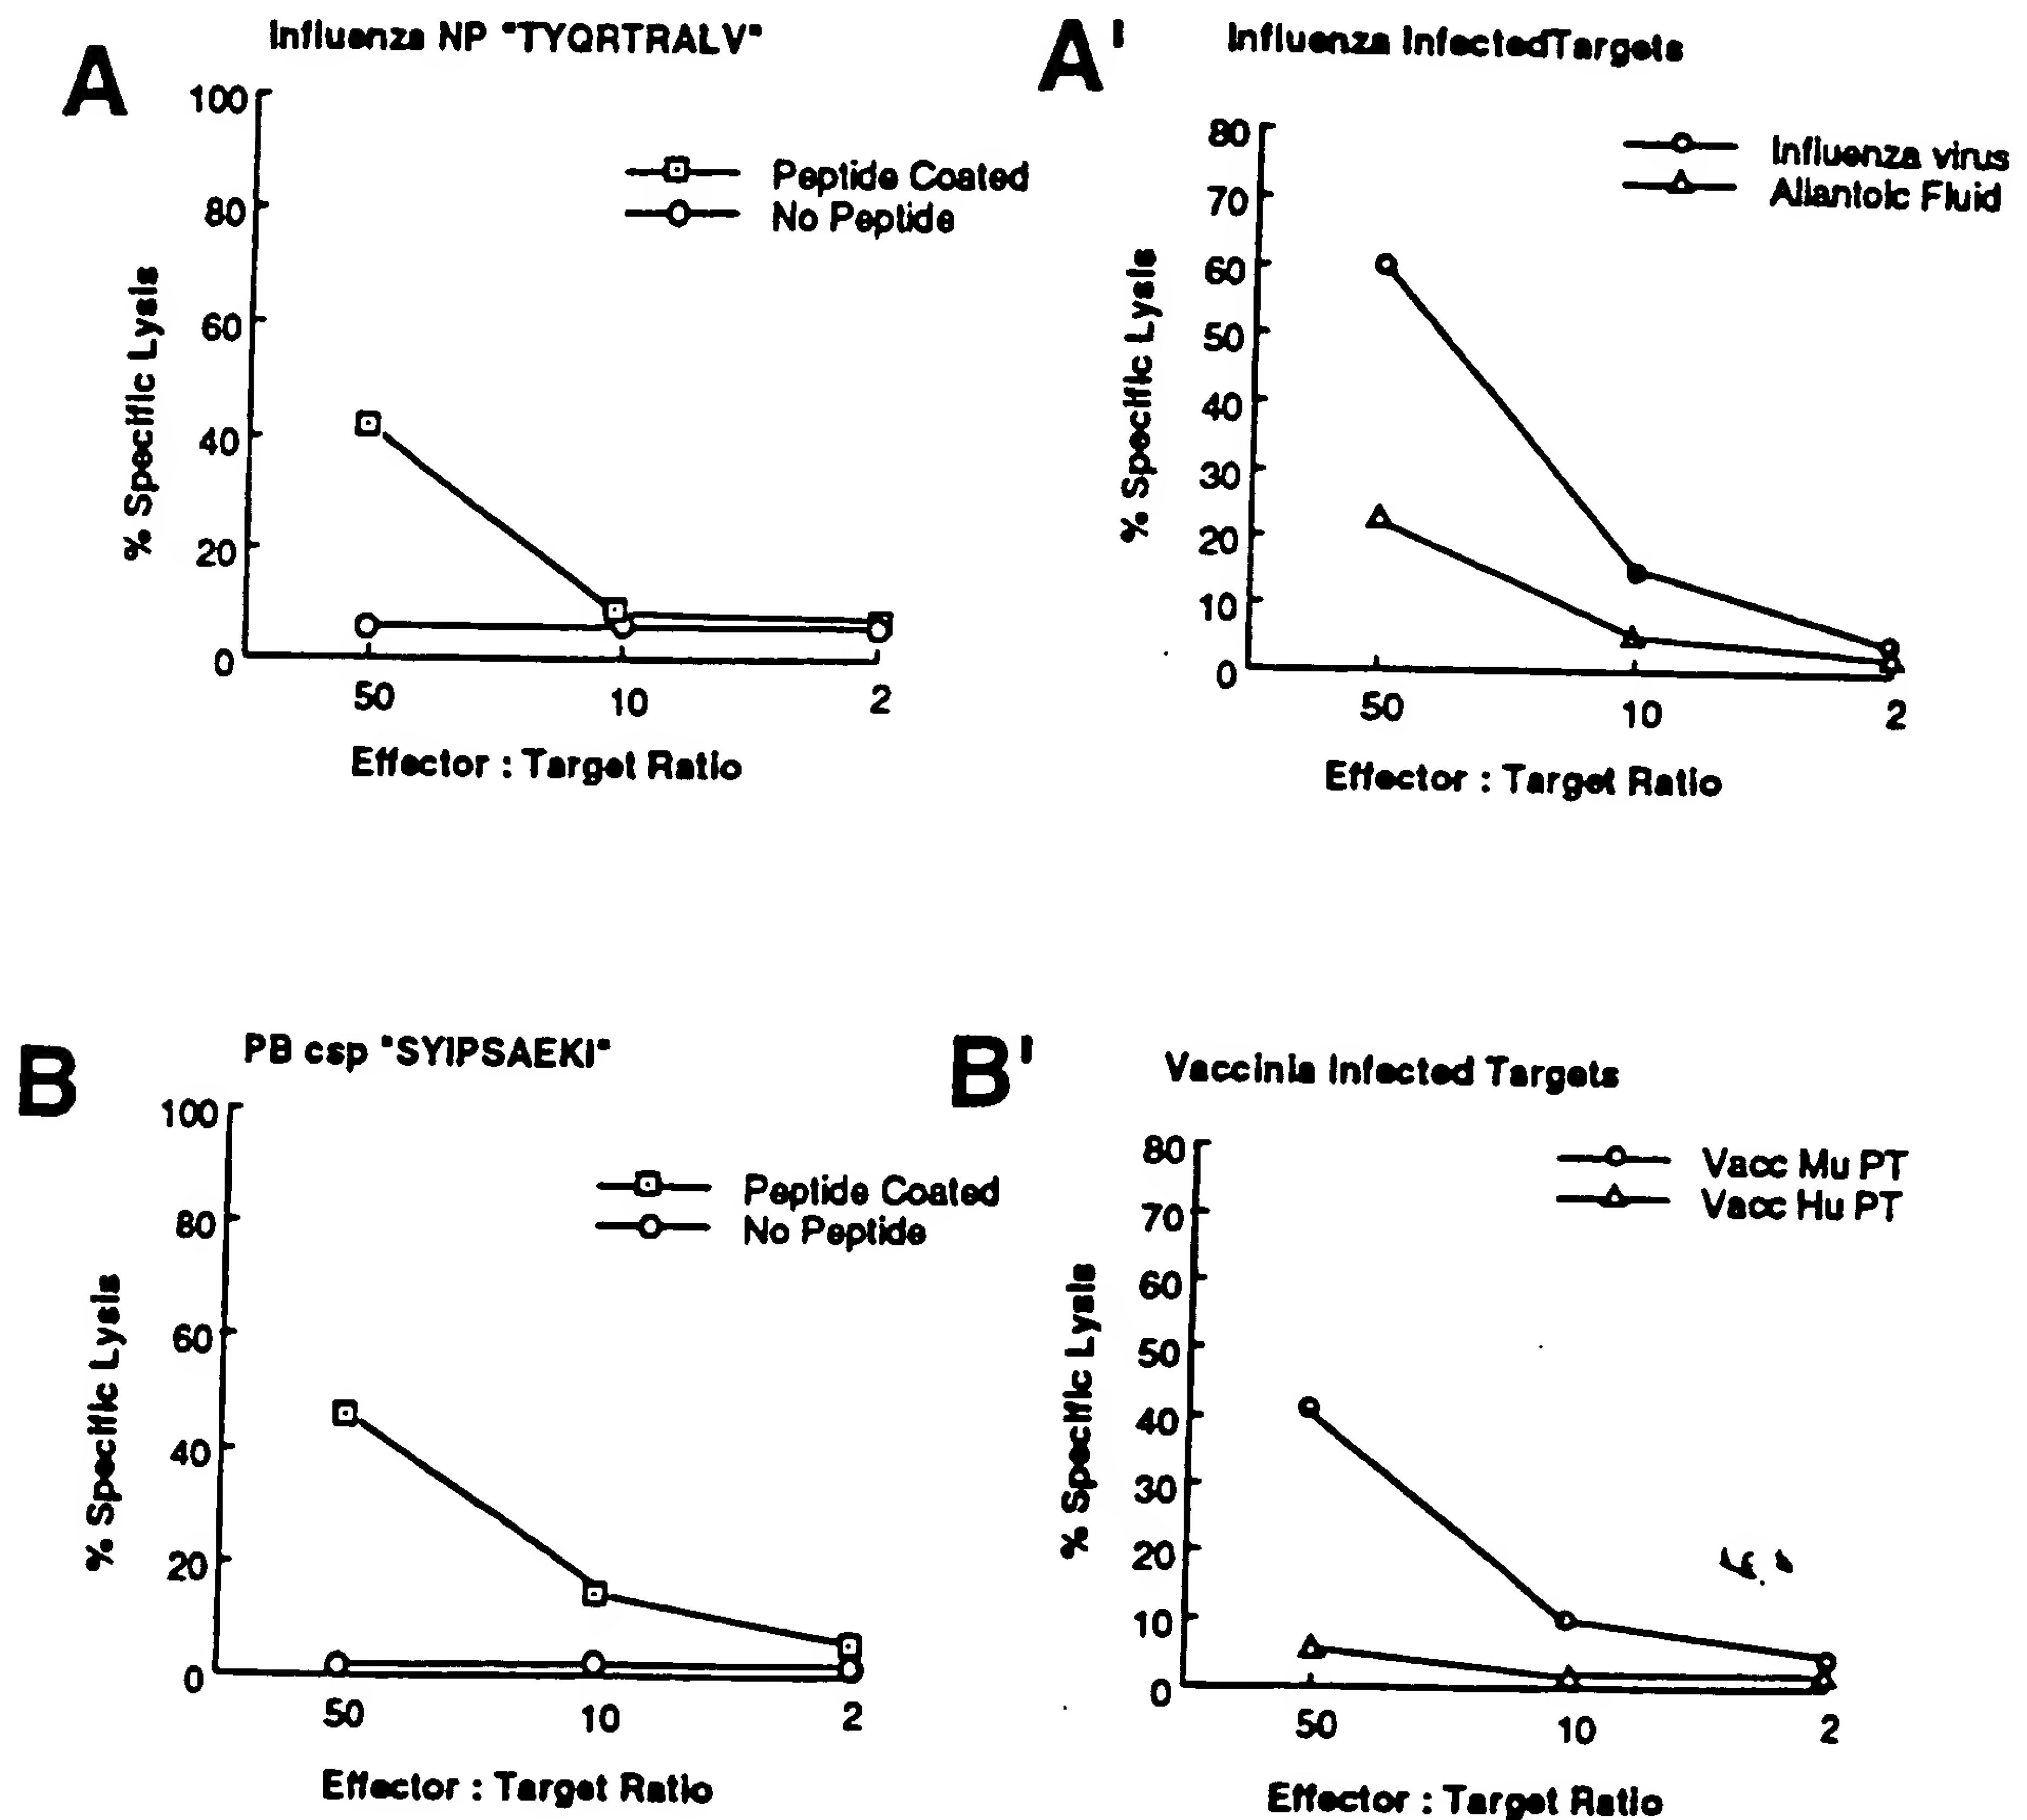 A
Influenza NP "TYQRTRALV"
100
80
60
40
20
0
% Specific Lysis
Peptide Coated
No Peptide
50 10 2
Effector : Target Ratio
A'
Influenza InfectedTargets
80
70
60
50
40
30
20
10
0
% Specific Lysis
Influenza virus
Allantoic Fluid
50 10 2
Effector : Target Ratio
B
PB csp "SYIPSAEKI"
100
80
60
40
20
0
% Specific Lysis
Peptide Coated
No Peptide
50 10 2
Effector : Target Ratio
B'
Vaccinia Infected Targets
80
70
60
50
40
30
20
10
0
% Specific Lysis
Vacc Mu PT
Vacc Hu PT
50 10 2
Effector : Target Ratio